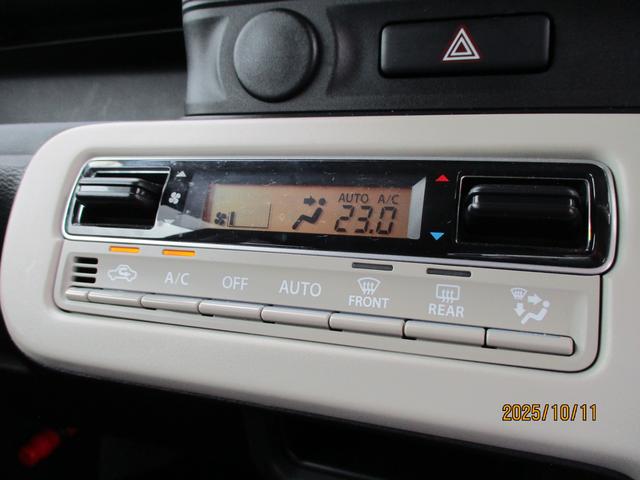 AUTO A/C
23.0
A/C OFF AUTO FRONT REAR
2025/10/11